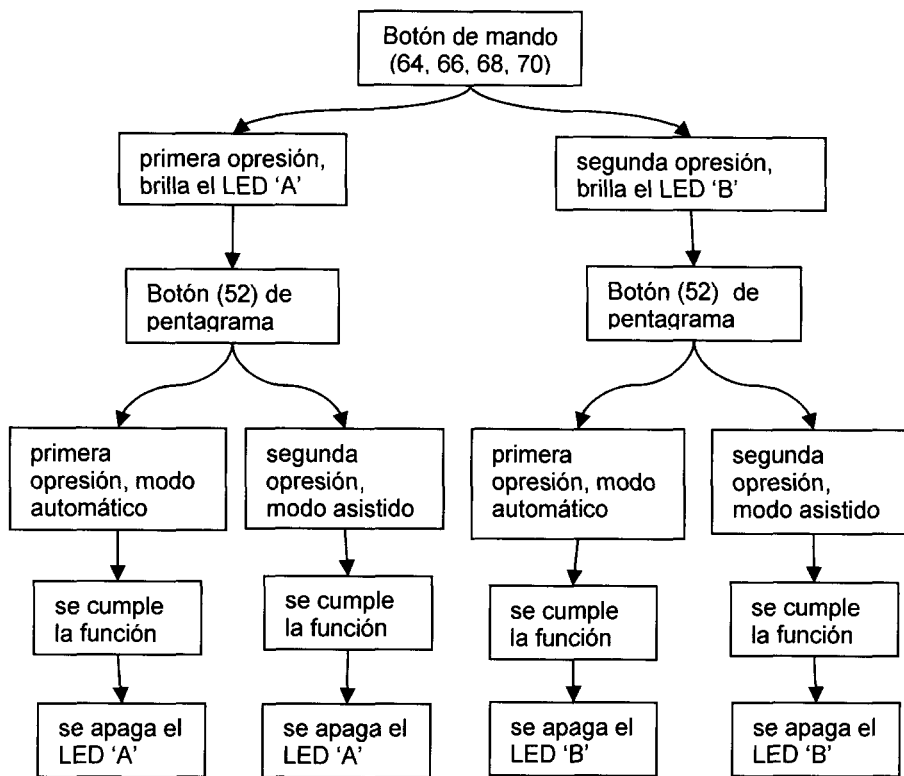 Botón de mando
(64, 66, 68, 70)
primera opresión,
brilla el LED ‘A’
segunda opresión,
brilla el LED ‘B’
Botón (52) de
pentagrama
Botón (52) de
pentagrama
primera
opresión, modo
automático
segunda
opresión,
modo asistido
primera
opresión, modo
automático
segunda
opresión,
modo asistido
se cumple
la función
se cumple
la función
se cumple
la función
se cumple
la función
se apaga el
LED ‘A’
se apaga el
LED ‘A’
se apaga el
LED ‘B’
se apaga el
LED ‘B’